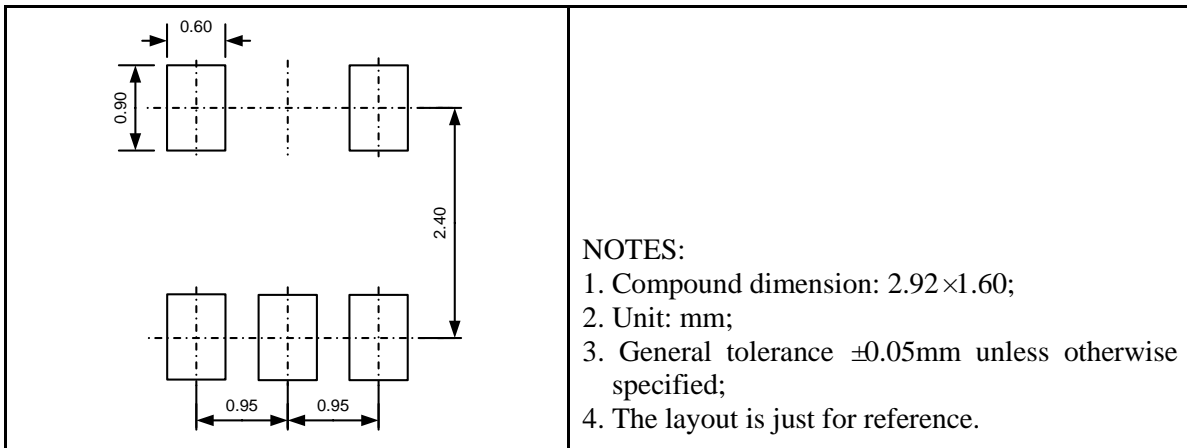 0.60
0.90
2.40
0.95 0.95
NOTES:
1. Compound dimension: 2.92×1.60;
2. Unit: mm;
3. General tolerance ±0.05mm unless otherwise
specified;
4. The layout is just for reference.